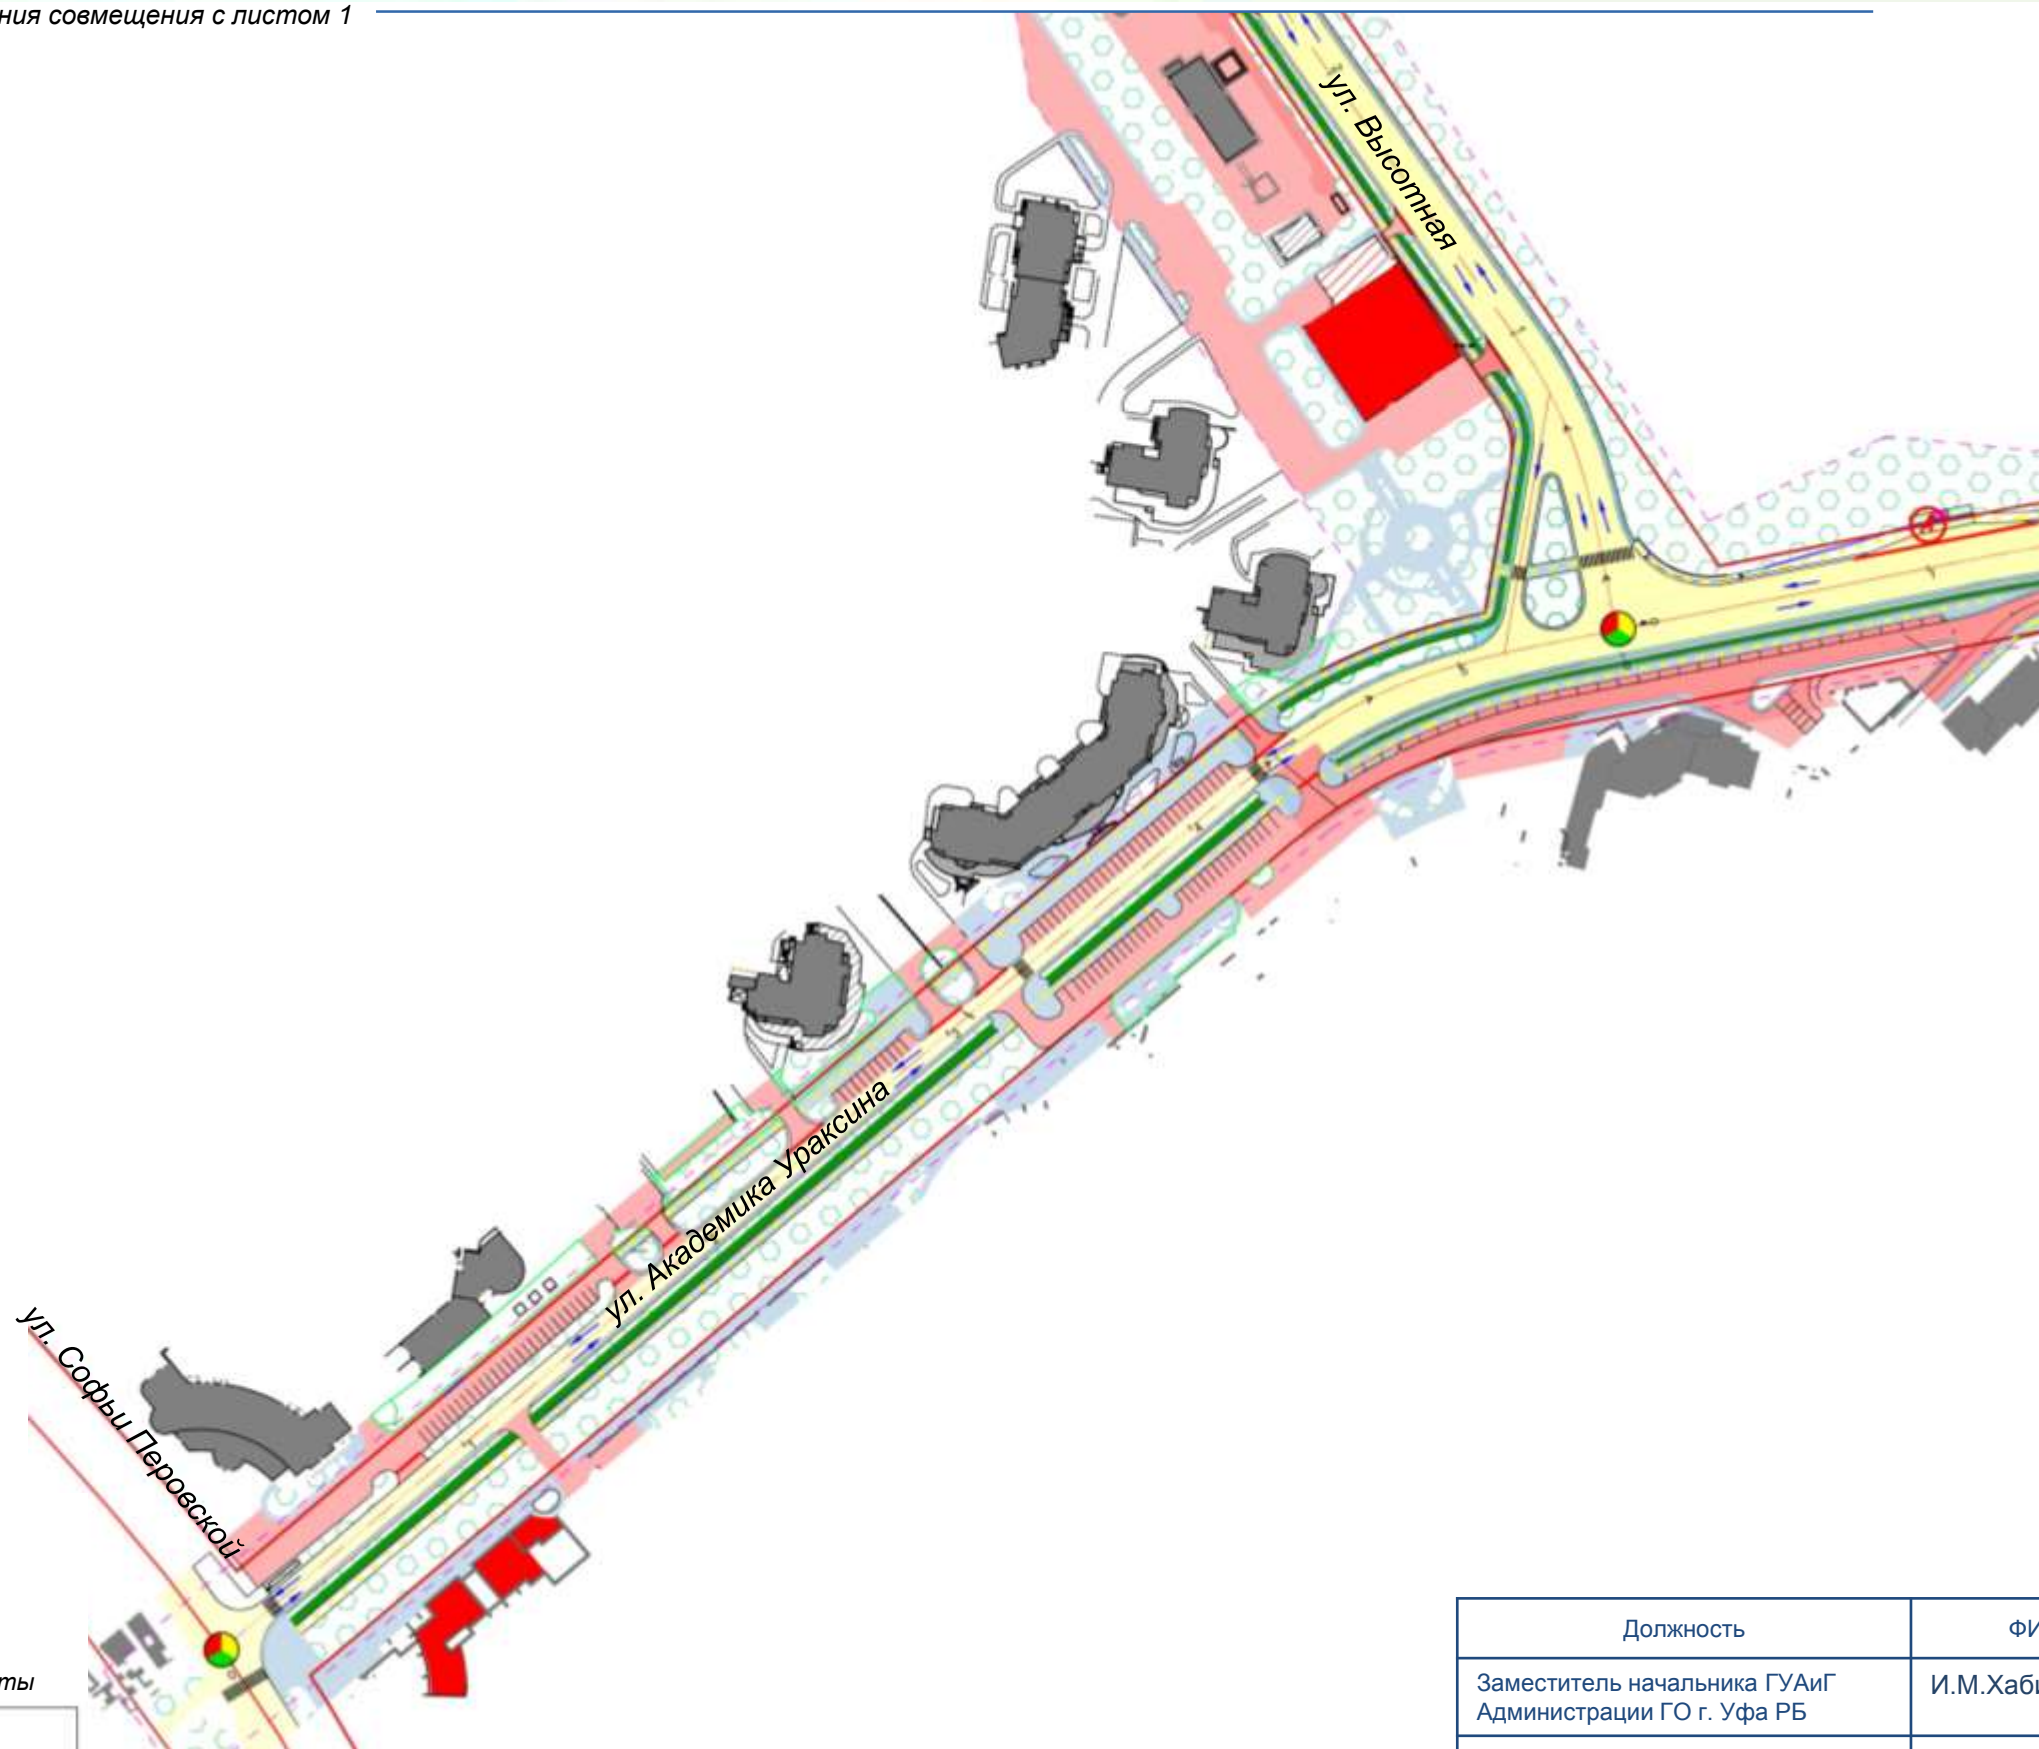 ния совмещения с листом 1
ул. Высотная
ул. Академика Ураксина
ул. Софьи Перовской
ты
Должность
ФИ
Заместитель начальника ГУАиГ
Администрации ГО г. Уфа РБ
И.М.Хаби